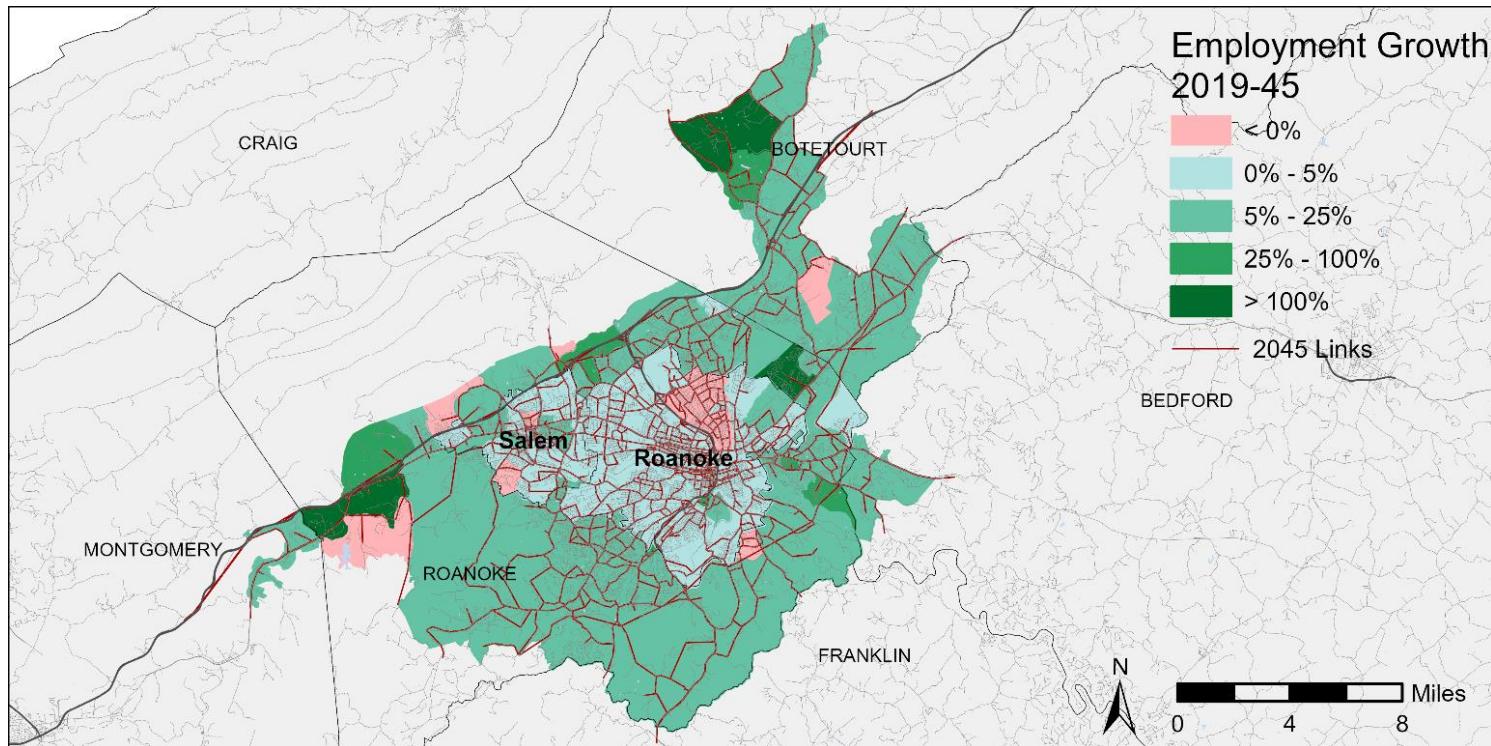 Employment Growth
2019-45
< 0%
0% - 5%
5% - 25%
25% - 100%
> 100%
2045 Links
CRAIG
BOTETOURT
BEDFORD
Salem
Roanoke
MONTGOMERY
ROANOKE
FRANKLIN
N
Miles
0 4 8